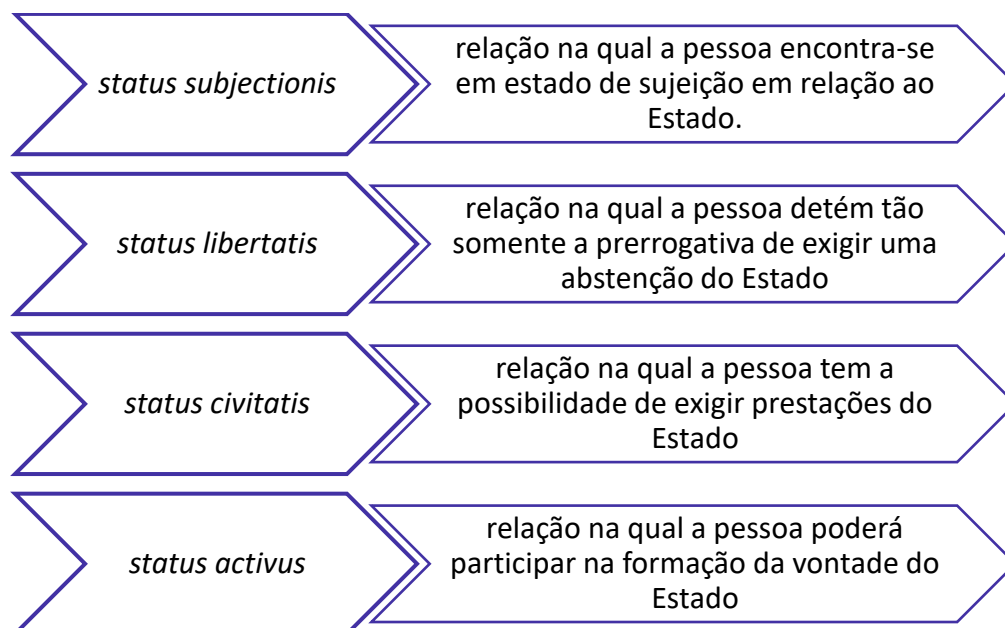 status subjectionis
relação na qual a pessoa encontra-se
em estado de sujeição em relação ao
Estado.
status libertatis
relação na qual a pessoa detém tão
somente a prerrogativa de exigir uma
abstenção do Estado
status civitatis
relação na qual a pessoa tem a
possibilidade de exigir prestações do
Estado
status activus
relação na qual a pessoa poderá
participar na formação da vontade do
Estado